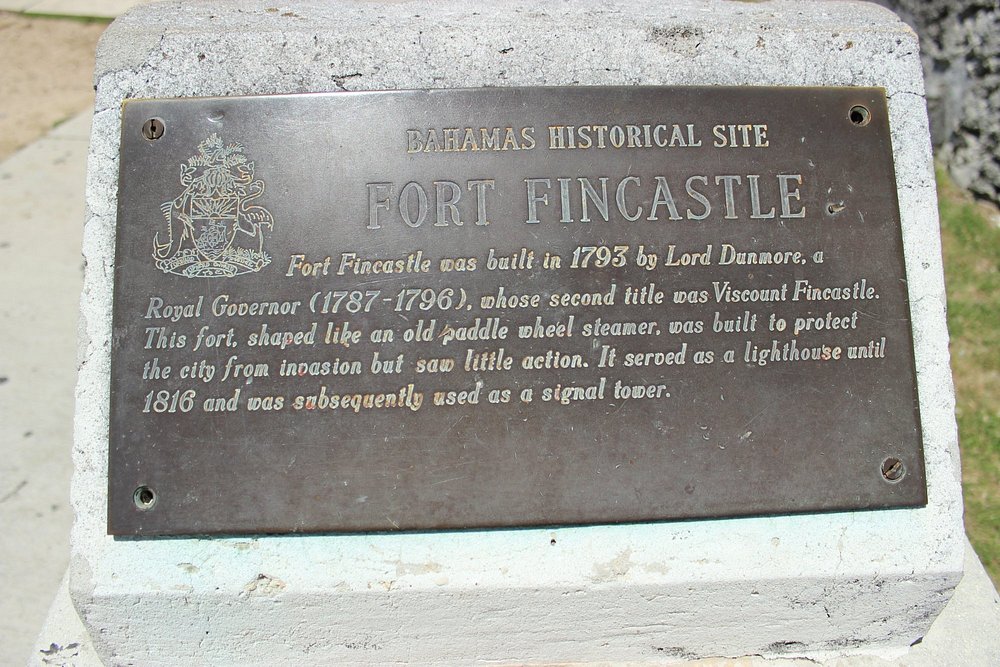 BAHAMAS HISTORICAL SITE
FORT FINCASTLE
Fort Fincastle was built in 1793 by Lord Dunmore, a
Royal Governor (1787-1796), whose second title was Viscount Fincastle.
This fort, shaped like an old paddle wheel steamer, was built to protect
the city from invasion but saw little action. It served as a lighthouse until
1816 and was subsequently used as a signal tower.